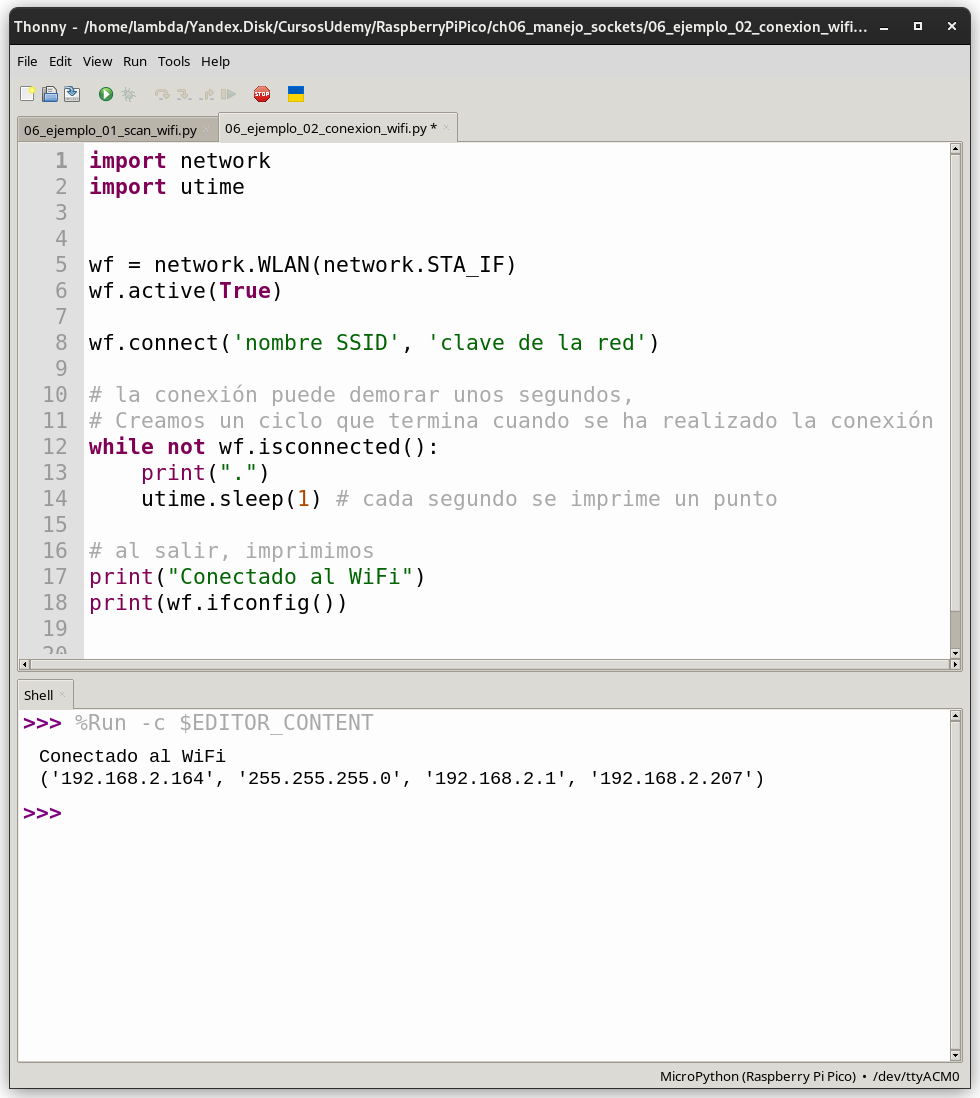 Thonny - /home/lambda/Yandex.Disk/CursosUdemy/RaspberryPiPico/ch06_manejo_sockets/06_ejemplo_02_conexion_wifi...
File Edit View Run Tools Help
STOP
06_ejemplo_01_scan_wifi.py 06_ejemplo_02_conexion_wifi.py *
1 import network
2 import utime
3
4
5 wf = network.WLAN(network.STA_IF)
6 wf.active(True)
7
8 wf.connect('nombre SSID', 'clave de la red')
9
10 # la conexión puede demorar unos segundos,
11 # Creamos un ciclo que termina cuando se ha realizado la conexión
12 while not wf.isconnected():
13     print(".")
14     utime.sleep(1) # cada segundo se imprime un punto
15
16 # al salir, imprimimos
17 print("Conectado al WiFi")
18 print(wf.ifconfig())
19
20
Shell
>>> %Run -c $EDITOR_CONTENT
Conectado al WiFi
('192.168.2.164', '255.255.255.0', '192.168.2.1', '192.168.2.207')
>>>
MicroPython (Raspberry Pi Pico) • /dev/ttyACM0